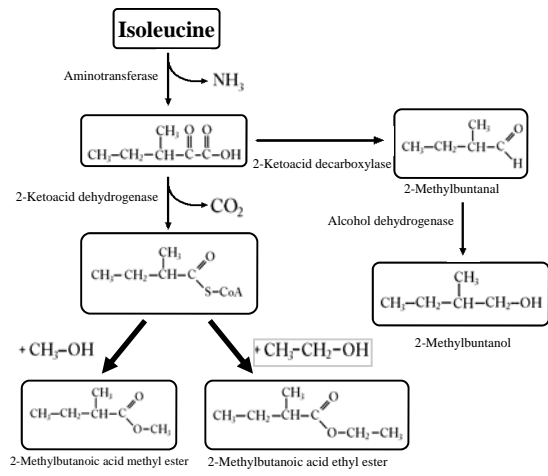 Isoleucine
Aminotransferase
NH3
CH3 O O
CH3–CH2–CH–C–C–OH
2-Ketoacid decarboxylase
CH3 O
CH3–CH2–CH–C
H
2-Methylbuntanal
2-Ketoacid dehydrogenase
CO2
Alcohol dehydrogenase
CH3 O
CH3–CH2–CH–C
S–CoA
CH3
CH3–CH2–CH–CH2–OH
2-Methylbuntanol
+ CH3–OH
+ CH3–CH2–OH
CH3 O
CH3–CH2–CH–C
O–CH3
2-Methylbutanoic acid methyl ester
CH3 O
CH3–CH2–CH–C
O–CH2–CH3
2-Methylbutanoic acid ethyl ester